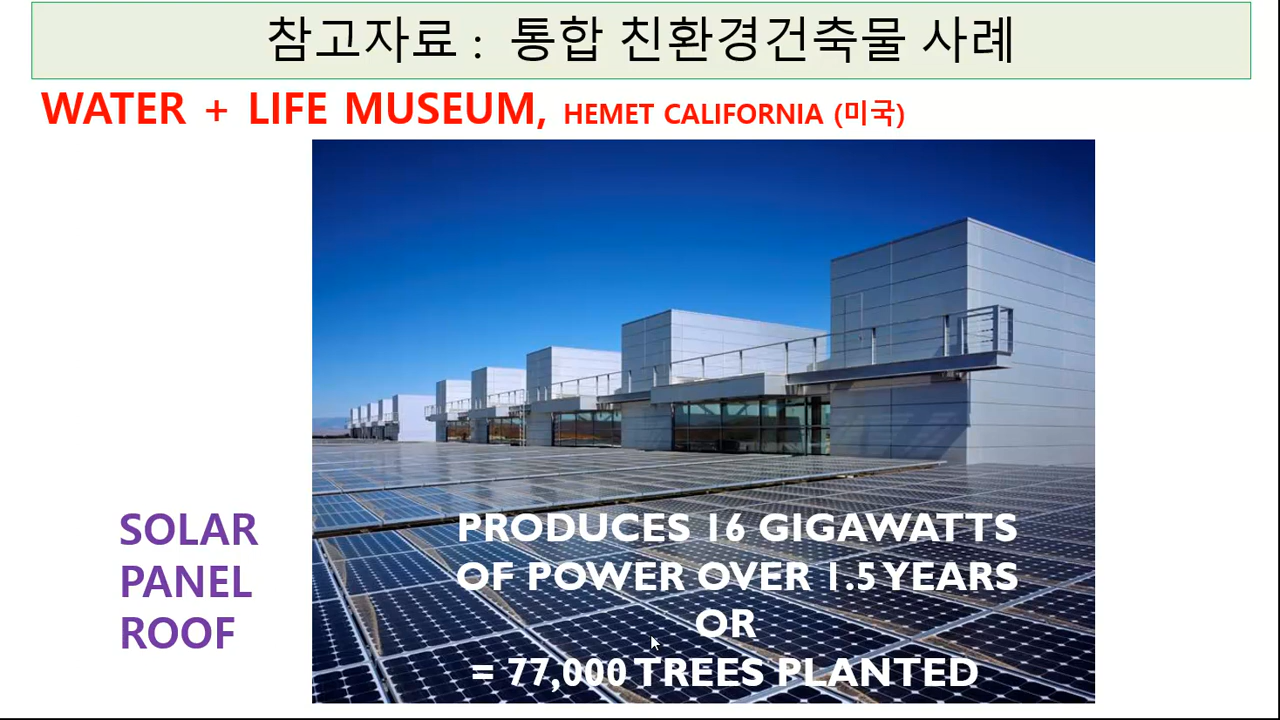 참고자료 : 통합 친환경건축물 사례
WATER + LIFE MUSEUM, HEMET CALIFORNIA (미국)
SOLAR
PANEL
ROOF
PRODUCES 16 GIGAWATTS
OF POWER OVER 1.5 YEARS
OR
= 77,000 TREES PLANTED